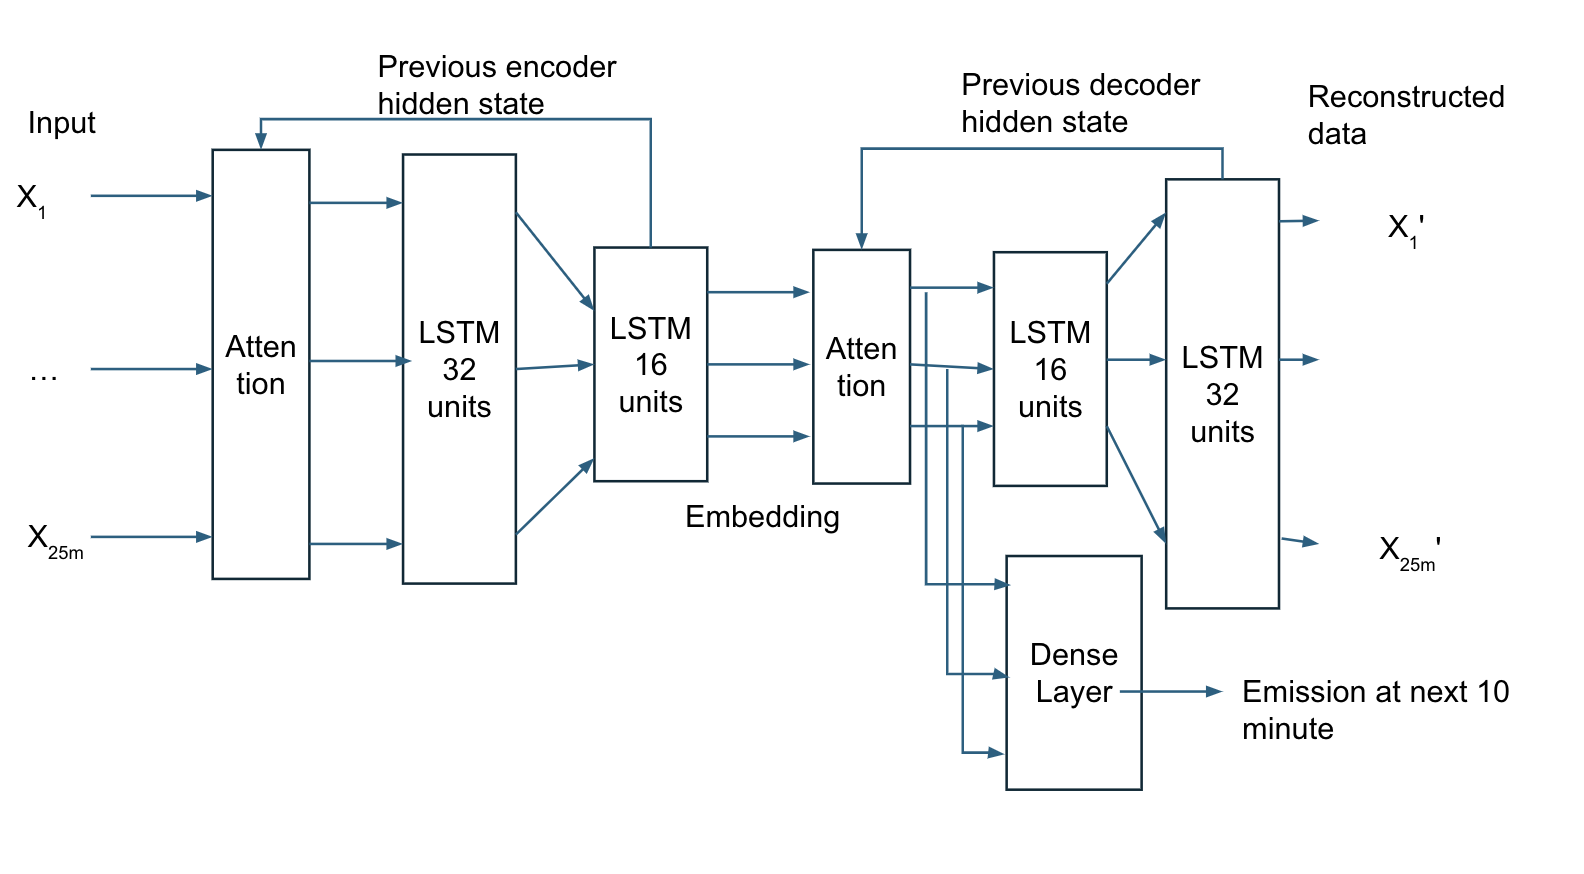 Previous encoder
hidden state
Previous decoder
hidden state
Reconstructed
data
Input
X1
...
X25m
Atten
tion
LSTM
32
units
LSTM
16
units
Embedding
Atten
tion
LSTM
16
units
LSTM
32
units
X1'
X25m'
Dense
Layer
Emission at next 10
minute